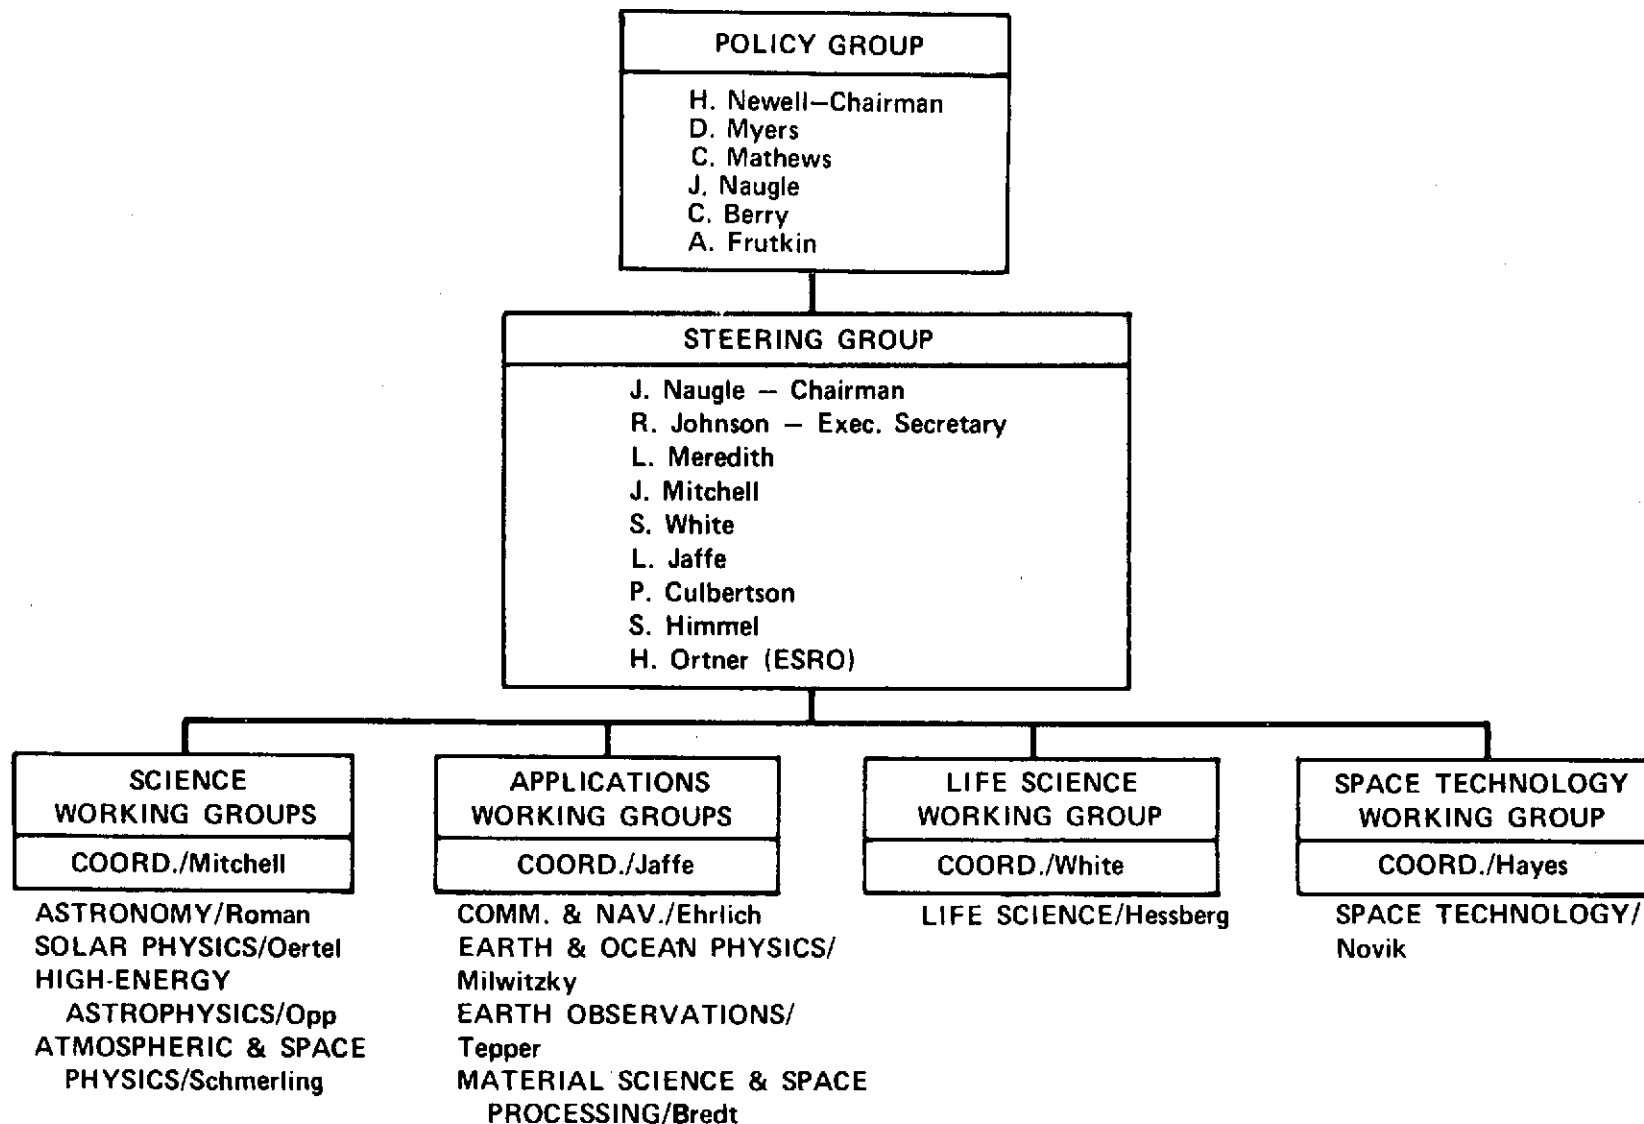 POLICY GROUP
H. Newell—Chairman
D. Myers
C. Mathews
J. Naugle
C. Berry
A. Frutkin
STEERING GROUP
J. Naugle — Chairman
R. Johnson — Exec. Secretary
L. Meredith
J. Mitchell
S. White
L. Jaffe
P. Culbertson
S. Himmel
H. Ortner (ESRO)
SCIENCE
WORKING GROUPS
COORD./Mitchell
ASTRONOMY/Roman
SOLAR PHYSICS/Oertel
HIGH-ENERGY
ASTROPHYSICS/Opp
ATMOSPHERIC & SPACE
PHYSICS/Schmerling
APPLICATIONS
WORKING GROUPS
COORD./Jaffe
COMM. & NAV./Ehrlich
EARTH & OCEAN PHYSICS/
Milwitzky
EARTH OBSERVATIONS/
Tepper
MATERIAL SCIENCE & SPACE
PROCESSING/Bredt
LIFE SCIENCE
WORKING GROUP
COORD./White
LIFE SCIENCE/Hessberg
SPACE TECHNOLOGY
WORKING GROUP
COORD./Hayes
SPACE TECHNOLOGY/
Novik